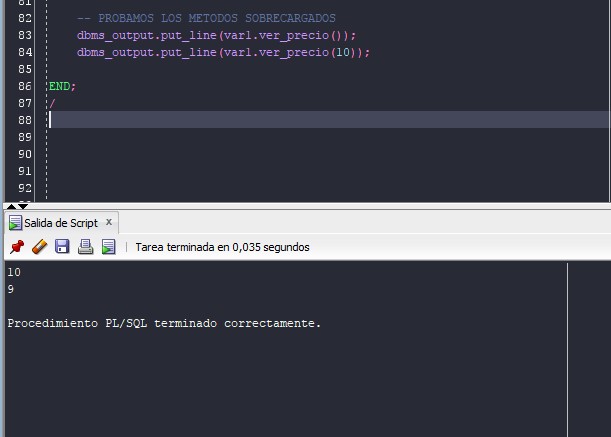 81
82 -- PROBAMOS LOS METODOS SOBRECARGADOS
83 dbms_output.put_line(var1.ver_precio());
84 dbms_output.put_line(var1.ver_precio(10));
85
86 END;
87 /
88
89
90
91
92
Salida de Script x
Tarea terminada en 0,035 segundos
10
9
Procedimiento PL/SQL terminado correctamente.